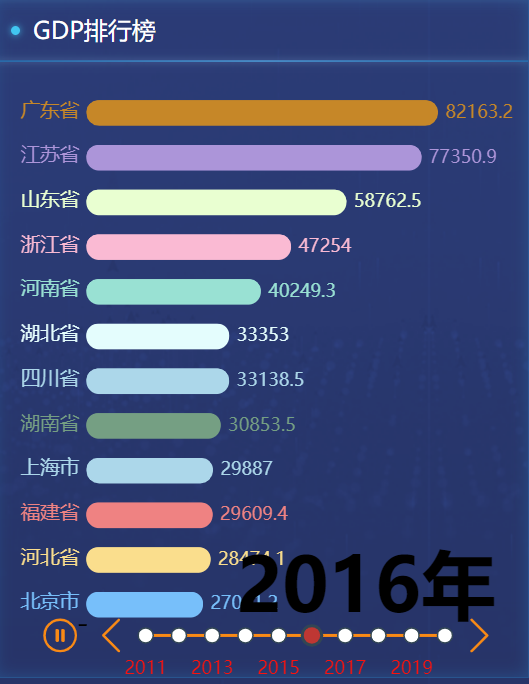 GDP排行榜
广东省 82163.2
江苏省 77350.9
山东省 58762.5
浙江省 47254
河南省 40249.3
湖北省 33353
四川省 33138.5
湖南省 30853.5
上海市 29887
福建省 29609.4
河北省
北京市
2016年
2011 2013 2015 2017 2019